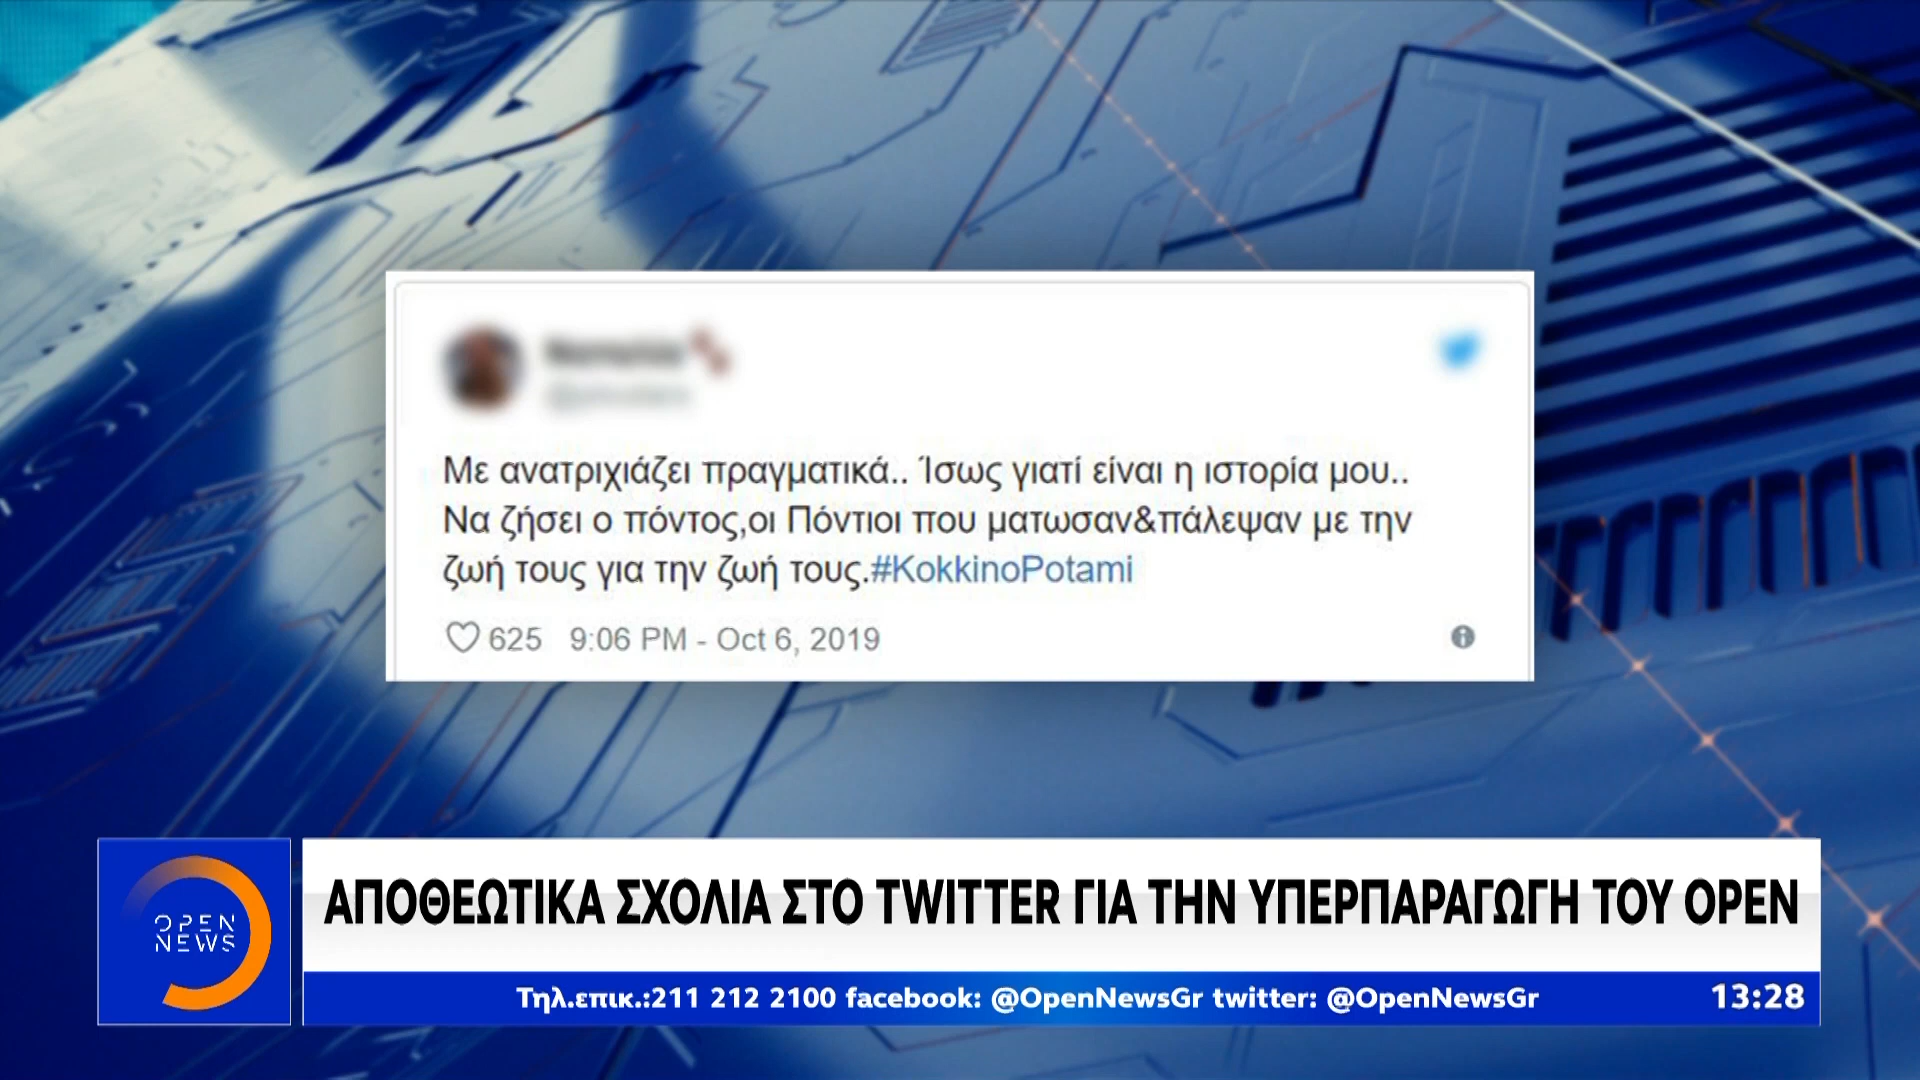 Με ανατριχιάζει πραγματικά.. Ίσως γιατί είναι η ιστορία μου..
Να ζήσει ο πόντος,οι Πόντιοι που ματωσαν&πάλεψαν με την
ζωή τους για την ζωή τους.#KokkinoPotami
625 9:06 PM - Oct 6, 2019
OPEN
NEWS
ΑΠΟΘΕΩΤΙΚΑ ΣΧΟΛΙΑ ΣΤΟ TWITTER ΓΙΑ ΤΗΝ ΥΠΕΡΠΑΡΑΓΩΓΗ ΤΟΥ OPEN
Τηλ.επικ.:211 212 2100 facebook: @OpenNewsGr twitter: @OpenNewsGr
13:28